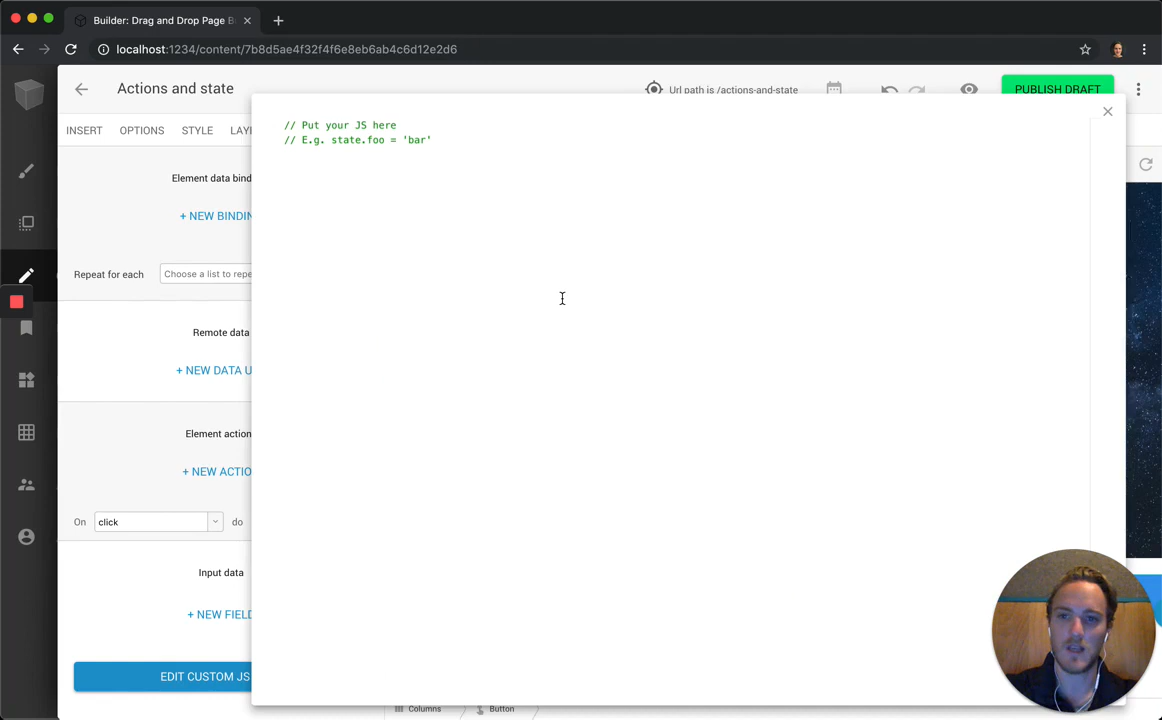 Builder: Drag and Drop Page B
localhost:1234/content/7b8d5ae4f32f4f6e8eb6ab4c6d12e2d6
Actions and state
Url path is /actions-and-state
PUBLISH DRAFT
INSERT OPTIONS STYLE LAY
// Put your JS here
// E.g. state.foo = 'bar'
Element data bind
+ NEW BINDIN
Repeat for each
Choose a list to repe
Remote data
+ NEW DATA U
Element action
+ NEW ACTIO
On click do
Input data
+ NEW FIELD
EDIT CUSTOM JS
Columns Button